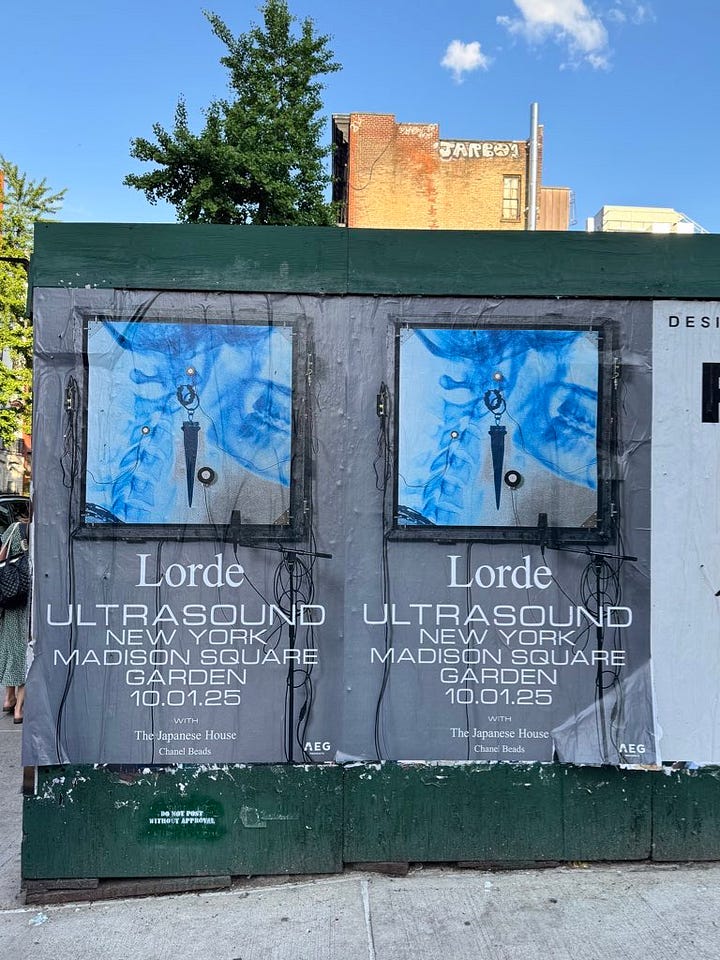 JARBO1
Lorde
ULTRASOUND
NEW YORK
MADISON SQUARE
GARDEN
10.01.25
WITH
The Japanese House
Chanel Beads
AEG
Lorde
ULTRASOUND
NEW YORK
MADISON SQUARE
GARDEN
10.01.25
WITH
The Japanese House
Chanel Beads
AEG
DESI
DO NOT POST
WITHOUT APPROVAL